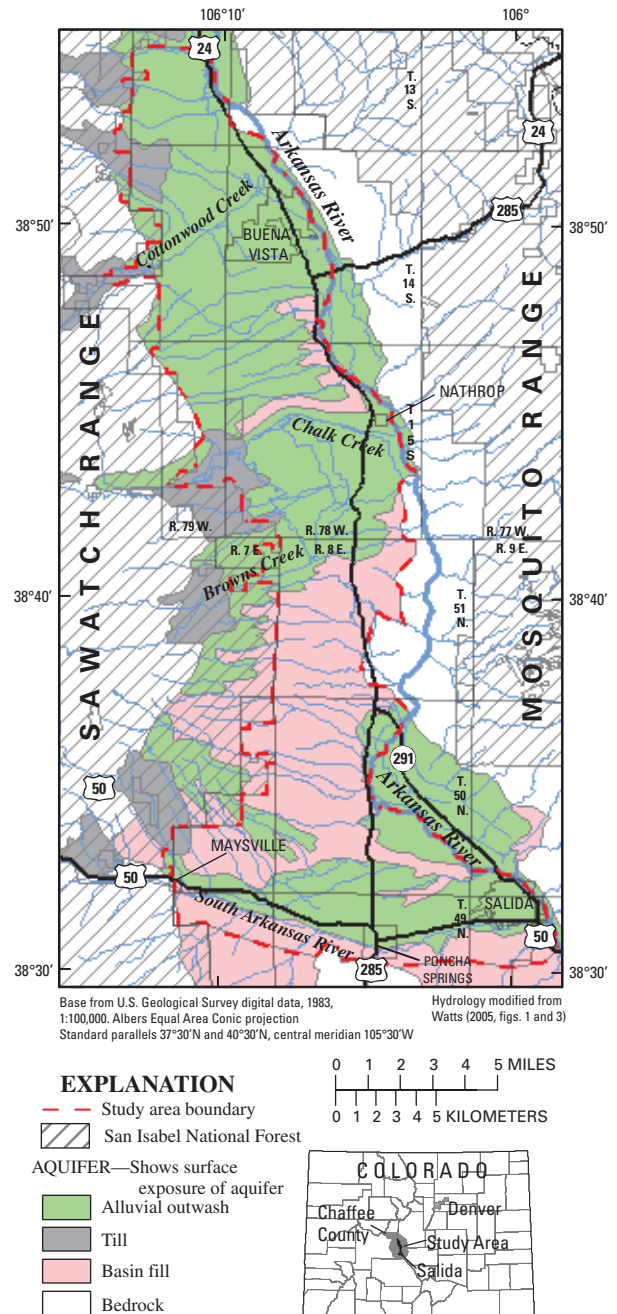 106°10'
106°
24
T.
13
S.
24
Arkansas River
38°50'
Cottonwood Creek
BUENA
VISTA
285
38°50'
T.
14
S.
SAWATCH RANGE
MOSQUITO RANGE
NATHROP
T
1
5
S
Chalk Creek
R. 79 W.
R. 78 W.
R. 77 W.
R. 7 E.
R. 8 E.
R. 9 E.
Browns Creek
38°40'
T.
51
N.
38°40'
291
50
T.
50
N.
Arkansas River
MAYSVILLE
50
SALIDA
T.
49
N.
South Arkansas River
50
38°30'
285
PONCHA
SPRINGS
38°30'
Base from U.S. Geological Survey digital data, 1983,
1:100,000. Albers Equal Area Conic projection
Standard parallels 37°30'N and 40°30'N, central meridian 105°30'W
Hydrology modified from
Watts (2005, figs. 1 and 3)
0 1 2 3 4 5 MILES
0 1 2 3 4 5 KILOMETERS
EXPLANATION
Study area boundary
San Isabel National Forest
AQUIFER—Shows surface
exposure of aquifer
Alluvial outwash
Till
Basin fill
Bedrock
COLORADO
Chaffee
County
Denver
Study Area
Salida